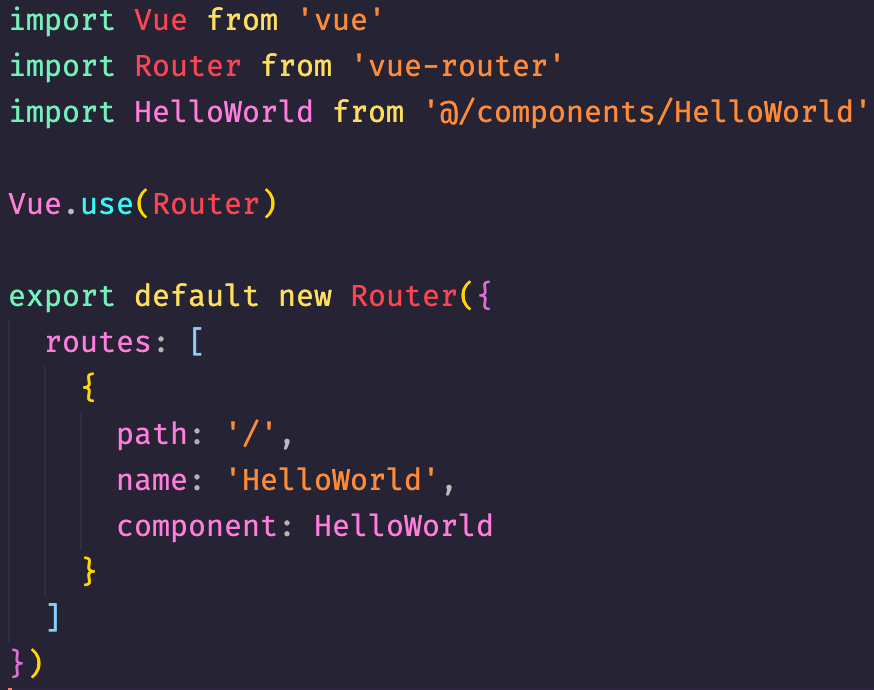 import Vue from 'vue'
import Router from 'vue-router'
import HelloWorld from '@/components/HelloWorld'

Vue.use(Router)

export default new Router({
  routes: [
    {
      path: '/',
      name: 'HelloWorld',
      component: HelloWorld
    }
  ]
})